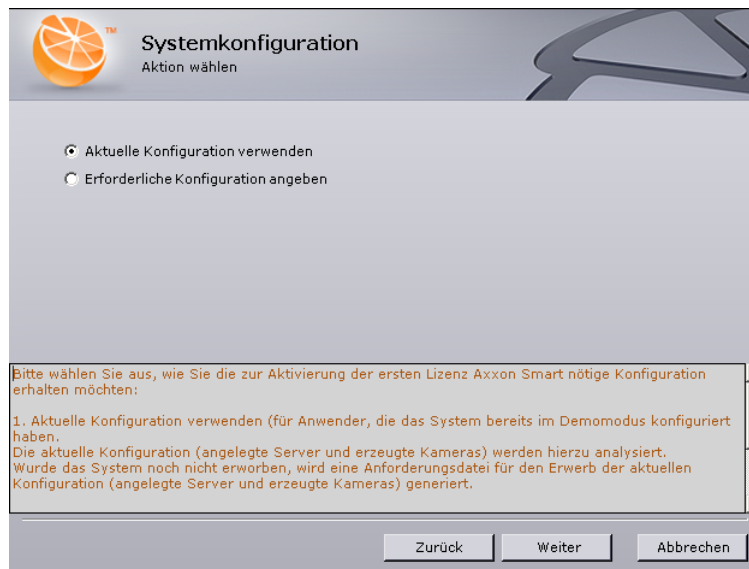 TM
Systemkonfiguration
Aktion wählen
Aktuelle Konfiguration verwenden
Erforderliche Konfiguration angeben
Bitte wählen Sie aus, wie Sie die zur Aktivierung der ersten Lizenz Axxon Smart nötige Konfiguration
erhalten möchten:
1. Aktuelle Konfiguration verwenden (für Anwender, die das System bereits im Demomodus konfiguriert
haben.
Die aktuelle Konfiguration (angelegte Server und erzeugte Kameras) werden hierzu analysiert.
Wurde das System noch nicht erworben, wird eine Anforderungsdatei für den Erwerb der aktuellen
Konfiguration (angelegte Server und erzeugte Kameras) generiert.
Zurück Weiter Abbrechen